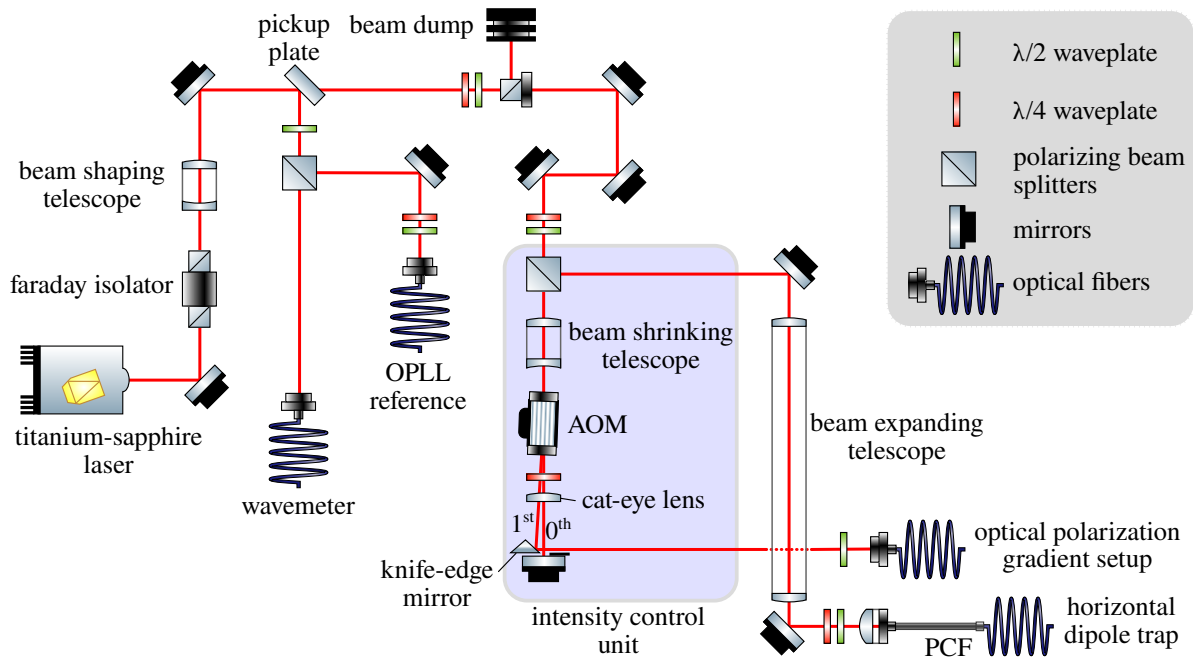 pickup
plate
beam dump
λ/2 waveplate
λ/4 waveplate
polarizing beam
splitters
mirrors
optical fibers
beam shaping
telescope
faraday isolator
titanium-sapphire
laser
wavemeter
OPLL
reference
beam shrinking
telescope
AOM
cat-eye lens
1st
0th
knife-edge
mirror
intensity control
unit
beam expanding
telescope
optical polarization
gradient setup
PCF
horizontal
dipole trap